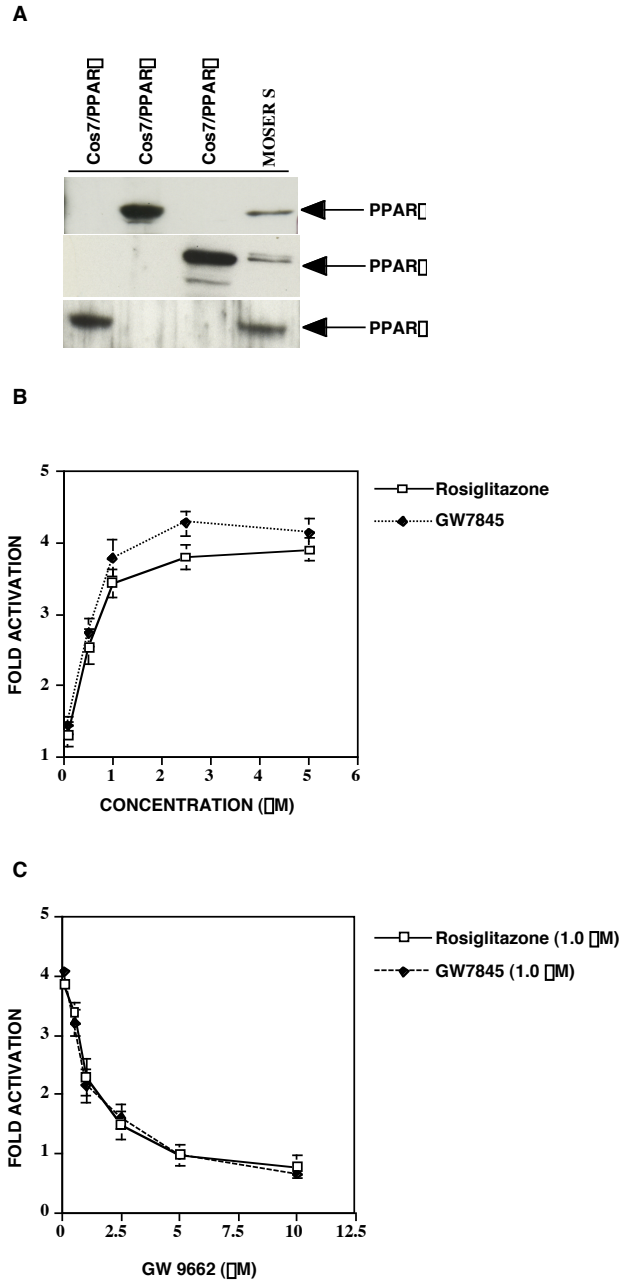 A
Cos7/PPAR▯
Cos7/PPAR▯
Cos7/PPAR▯
MOSER S
PPAR▯
PPAR▯
PPAR▯
B
5
4
3
2
1
0
1
2
3
4
5
6
FOLD ACTIVATION
CONCENTRATION (▯M)
Rosiglitazone
GW7845
C
5
4
3
2
1
0
0
2.5
5
7.5
10
12.5
FOLD ACTIVATION
GW 9662 (▯M)
Rosiglitazone (1.0 ▯M)
GW7845 (1.0 ▯M)